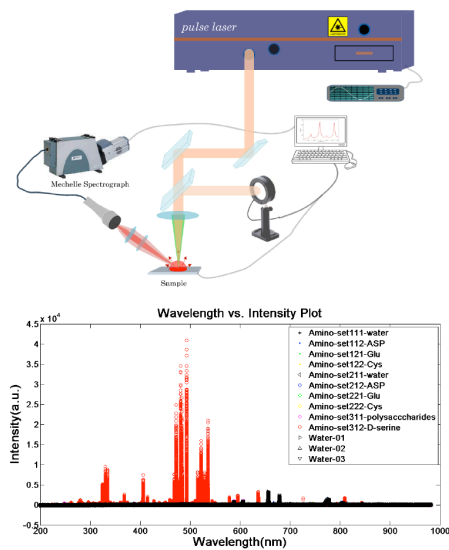 pulse laser
Mechelle Spectrograph
Sample
Wavelength vs. Intensity Plot
x 10^4
4.5
4
3.5
3
2.5
2
1.5
1
0.5
0
-0.5
Intensity(a.u.)
Amino-set111-water
Amino-set112-ASP
Amino-set121-Glu
Amino-set122-Cys
Amino-set211-water
Amino-set212-ASP
Amino-set221-Glu
Amino-set222-Cys
Amino-set311-polysacccharides
Amino-set312-D-serine
Water-01
Water-02
Water-03
200 300 400 500 600 700 800 900 1000
Wavelength(nm)